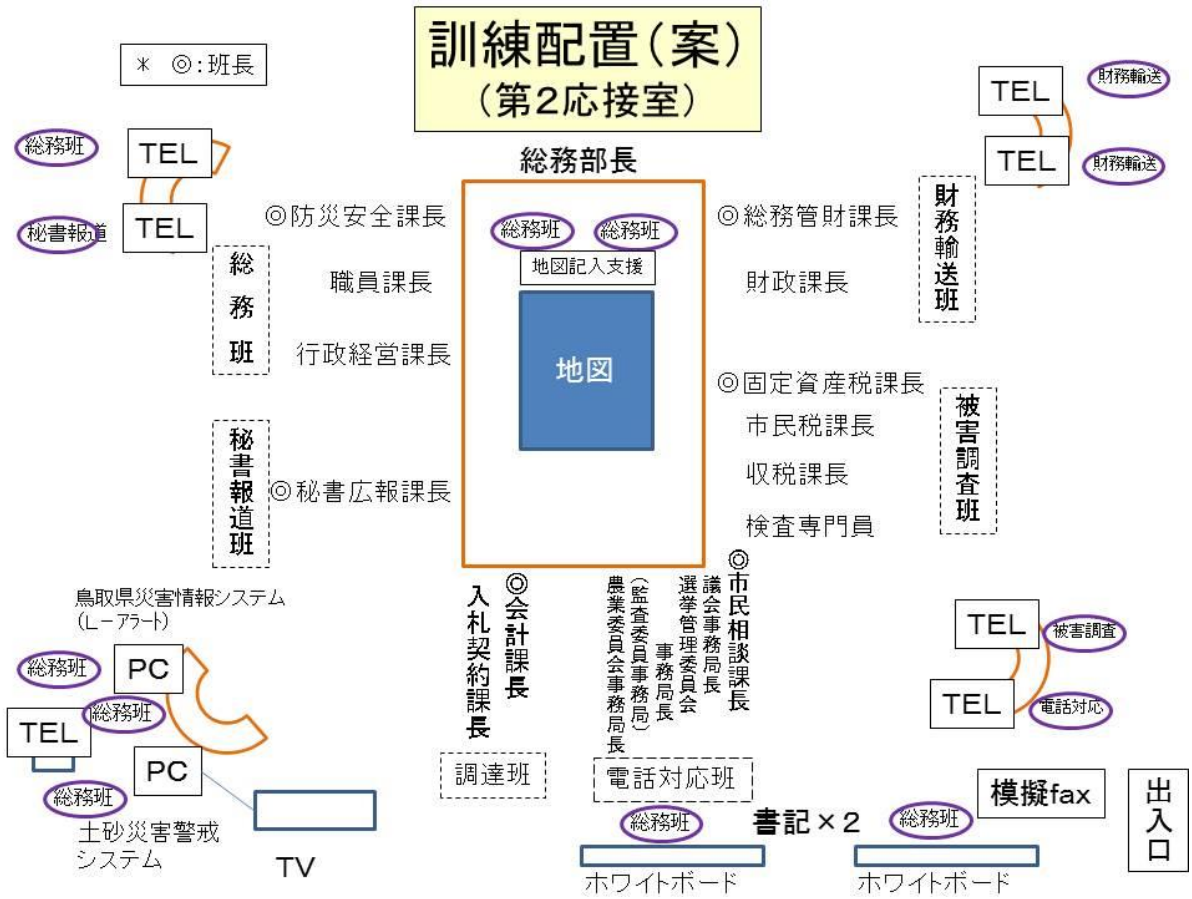 訓練配置(案)
(第2応接室)
* ◎:班長
総務班
TEL
秘書報道
TEL
総務班
◎防災安全課長
職員課長
行政経営課長
秘書報道班
◎秘書広報課長
総務部長
総務班
総務班
地図記入支援
地図
TEL
財務輸送
TEL
財務輸送
財務輸送班
◎総務管財課長
財政課長
◎固定資産税課長
市民税課長
収税課長
検査専門員
被害調査班
鳥取県災害情報システム
(L-アラート)
総務班
PC
総務班
TEL
PC
総務班
土砂災害警戒
システム
TV
◎会計課長
入札契約課長
調達班
◎市民相談課長
議会事務局長
選挙管理委員会
事務局長
(監査委員事務局)
農業委員会事務局長
電話対応班
TEL
被害調査
TEL
電話対応
総務班
書記×2
総務班
ホワイトボード
ホワイトボード
模擬fax
出入口